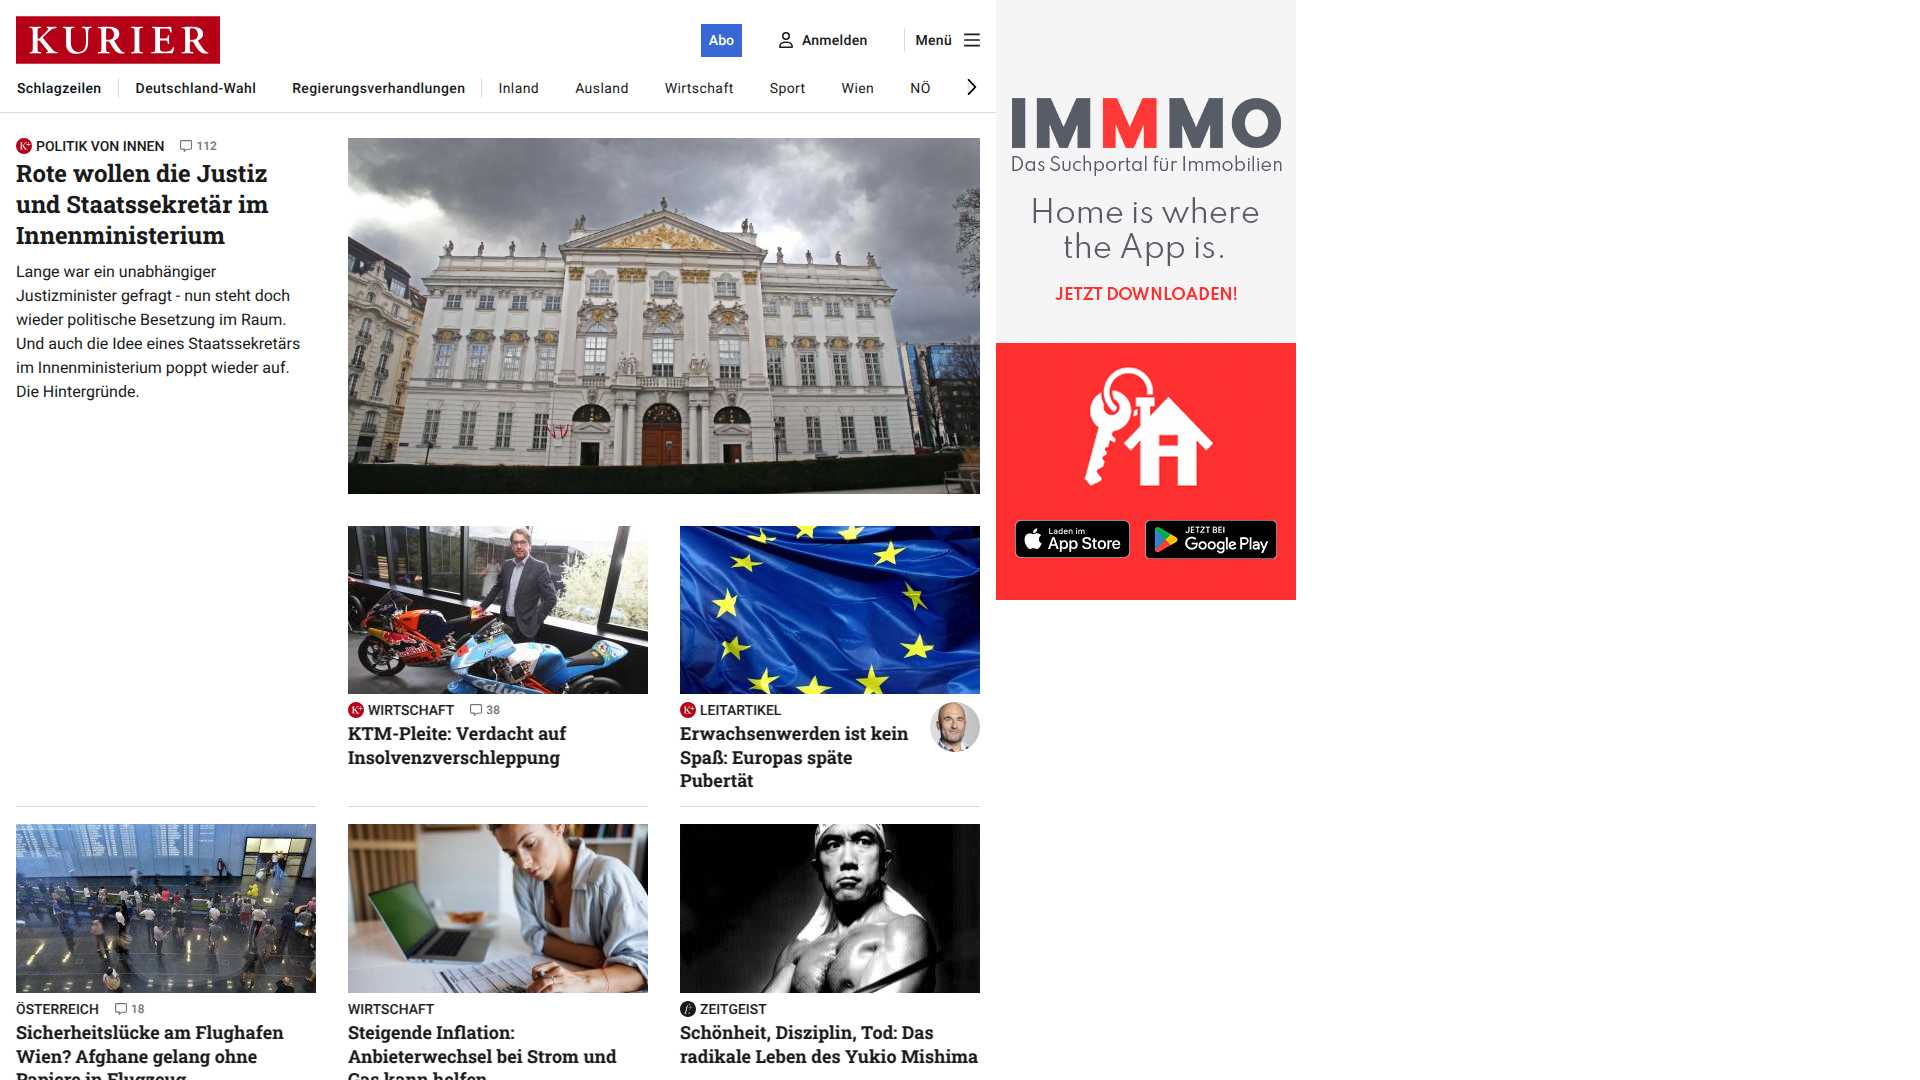 KURIER
Abo
Anmelden
Menü
Schlagzeilen
Deutschland-Wahl
Regierungsverhandlungen
Inland
Ausland
Wirtschaft
Sport
Wien
NÖ
POLITIK VON INNEN 112
Rote wollen die Justiz
und Staatssekretär im
Innenministerium
Lange war ein unabhängiger
Justizminister gefragt - nun steht doch
wieder politische Besetzung im Raum.
Und auch die Idee eines Staatssekretärs
im Innenministerium poppt wieder auf.
Die Hintergründe.
WIRTSCHAFT 38
KTM-Pleite: Verdacht auf
Insolvenzverschleppung
LEITARTIKEL
Erwachsenwerden ist kein
Spaß: Europas späte
Pubertät
ÖSTERREICH 18
Sicherheitslücke am Flughafen
Wien? Afghane gelang ohne
Papiere in Flugzeug
WIRTSCHAFT
Steigende Inflation:
Anbieterwechsel bei Strom und
Gas kann helfen
ZEITGEIST
Schönheit, Disziplin, Tod: Das
radikale Leben des Yukio Mishima
IMMMO
Das Suchportal für Immobilien
Home is where
the App is.
JETZT DOWNLOADEN!
Laden im
App Store
JETZT BEI
Google Play